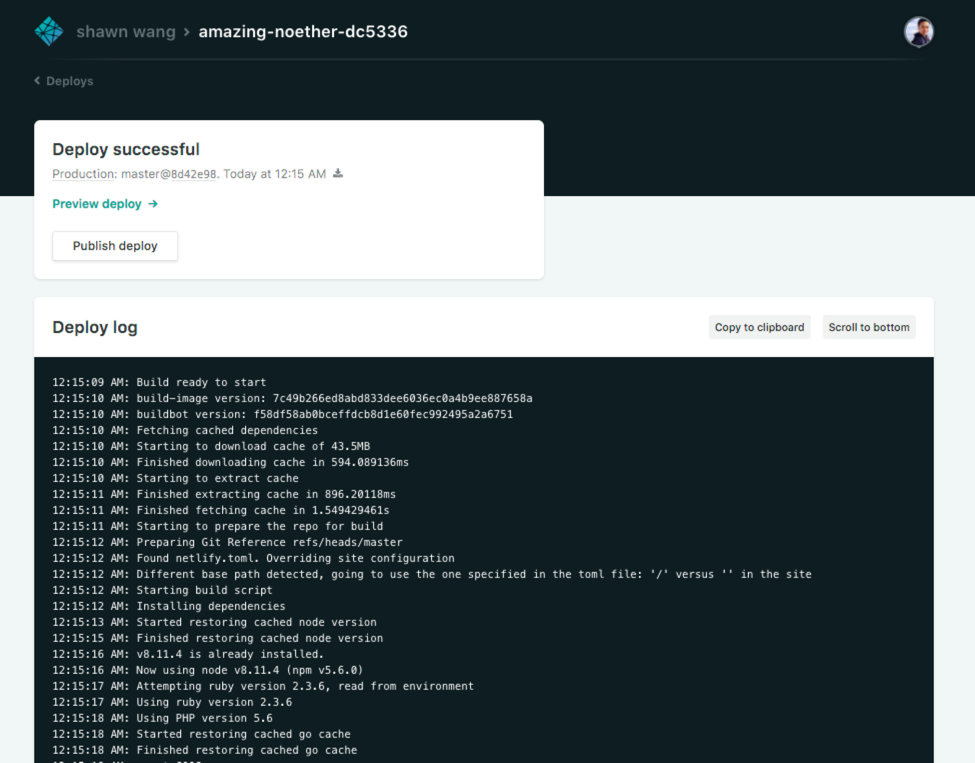 shawn wang > amazing-noether-dc5336
< Deploys
Deploy successful
Production: master@8d42e98. Today at 12:15 AM
Preview deploy →
Publish deploy
Deploy log
Copy to clipboard
Scroll to bottom
12:15:09 AM: Build ready to start
12:15:10 AM: build-image version: 7c49b266ed8abd833dee6036ec0a4b9ee887658a
12:15:10 AM: buildbot version: f58df58ab0bceffdcb8d1e60fec992495a2a6751
12:15:10 AM: Fetching cached dependencies
12:15:10 AM: Starting to download cache of 43.5MB
12:15:10 AM: Finished downloading cache in 594.089136ms
12:15:10 AM: Starting to extract cache
12:15:11 AM: Finished extracting cache in 896.20118ms
12:15:11 AM: Finished fetching cache in 1.549429461s
12:15:11 AM: Starting to prepare the repo for build
12:15:12 AM: Preparing Git Reference refs/heads/master
12:15:12 AM: Found netlify.toml. Overriding site configuration
12:15:12 AM: Different base path detected, going to use the one specified in the toml file: '/' versus '' in the site
12:15:12 AM: Starting build script
12:15:12 AM: Installing dependencies
12:15:13 AM: Started restoring cached node version
12:15:15 AM: Finished restoring cached node version
12:15:16 AM: v8.11.4 is already installed.
12:15:16 AM: Now using node v8.11.4 (npm v5.6.0)
12:15:17 AM: Attempting ruby version 2.3.6, read from environment
12:15:17 AM: Using ruby version 2.3.6
12:15:18 AM: Using PHP version 5.6
12:15:18 AM: Started restoring cached go cache
12:15:18 AM: Finished restoring cached go cache